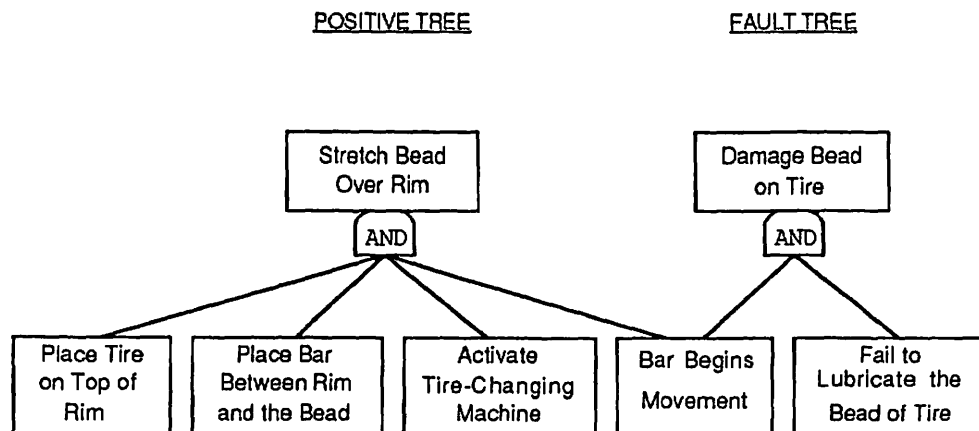 POSITIVE TREE
FAULT TREE
Stretch Bead
Over Rim
AND
Damage Bead
on Tire
AND
Place Tire
on Top of
Rim
Place Bar
Between Rim
and the Bead
Activate
Tire-Changing
Machine
Bar Begins
Movement
Fail to
Lubricate the
Bead of Tire